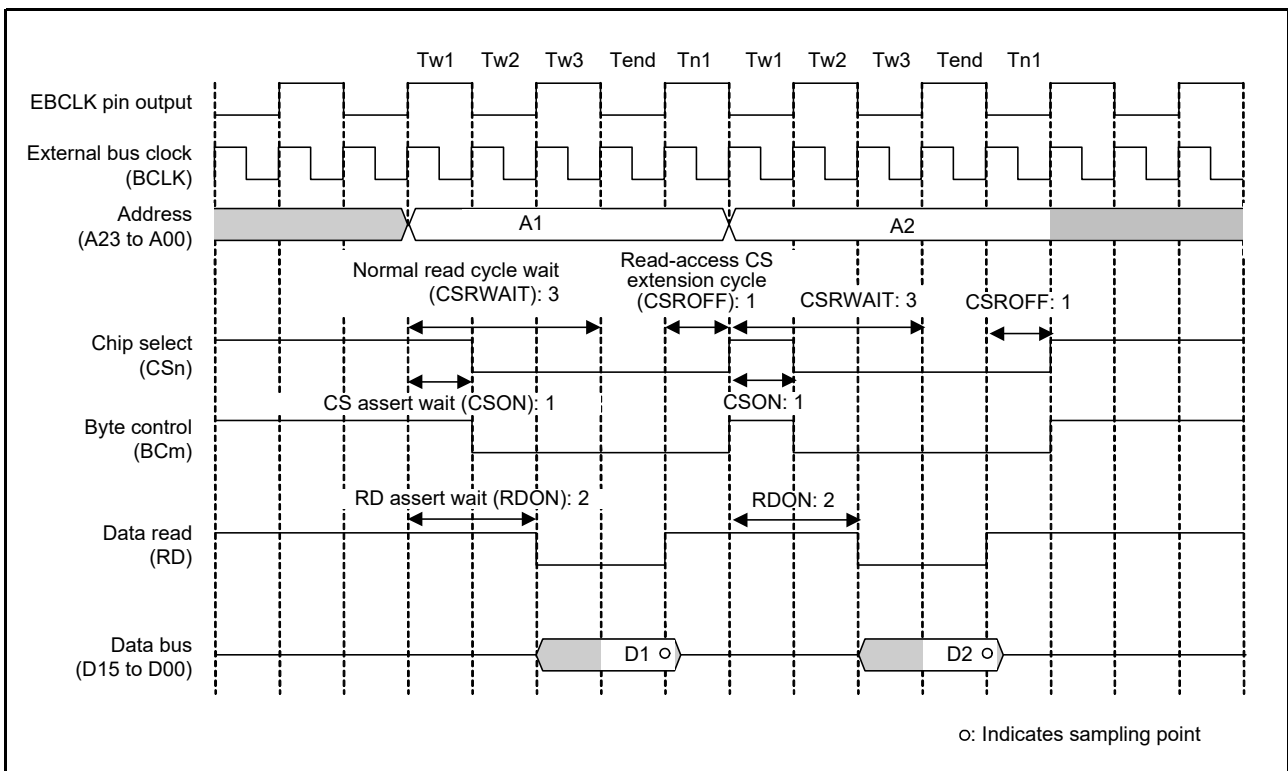 Tw1 Tw2 Tw3 Tend Tn1 Tw1 Tw2 Tw3 Tend Tn1
EBCLK pin output
External bus clock
(BCLK)
Address
(A23 to A00)
A1
A2
Normal read cycle wait
(CSRWAIT): 3
Read-access CS
extension cycle
(CSROFF): 1
CSRWAIT: 3
CSROFF: 1
Chip select
(CSn)
CS assert wait (CSON): 1
CSON: 1
Byte control
(BCm)
RD assert wait (RDON): 2
RDON: 2
Data read
(RD)
Data bus
(D15 to D00)
D1
D2
o: Indicates sampling point